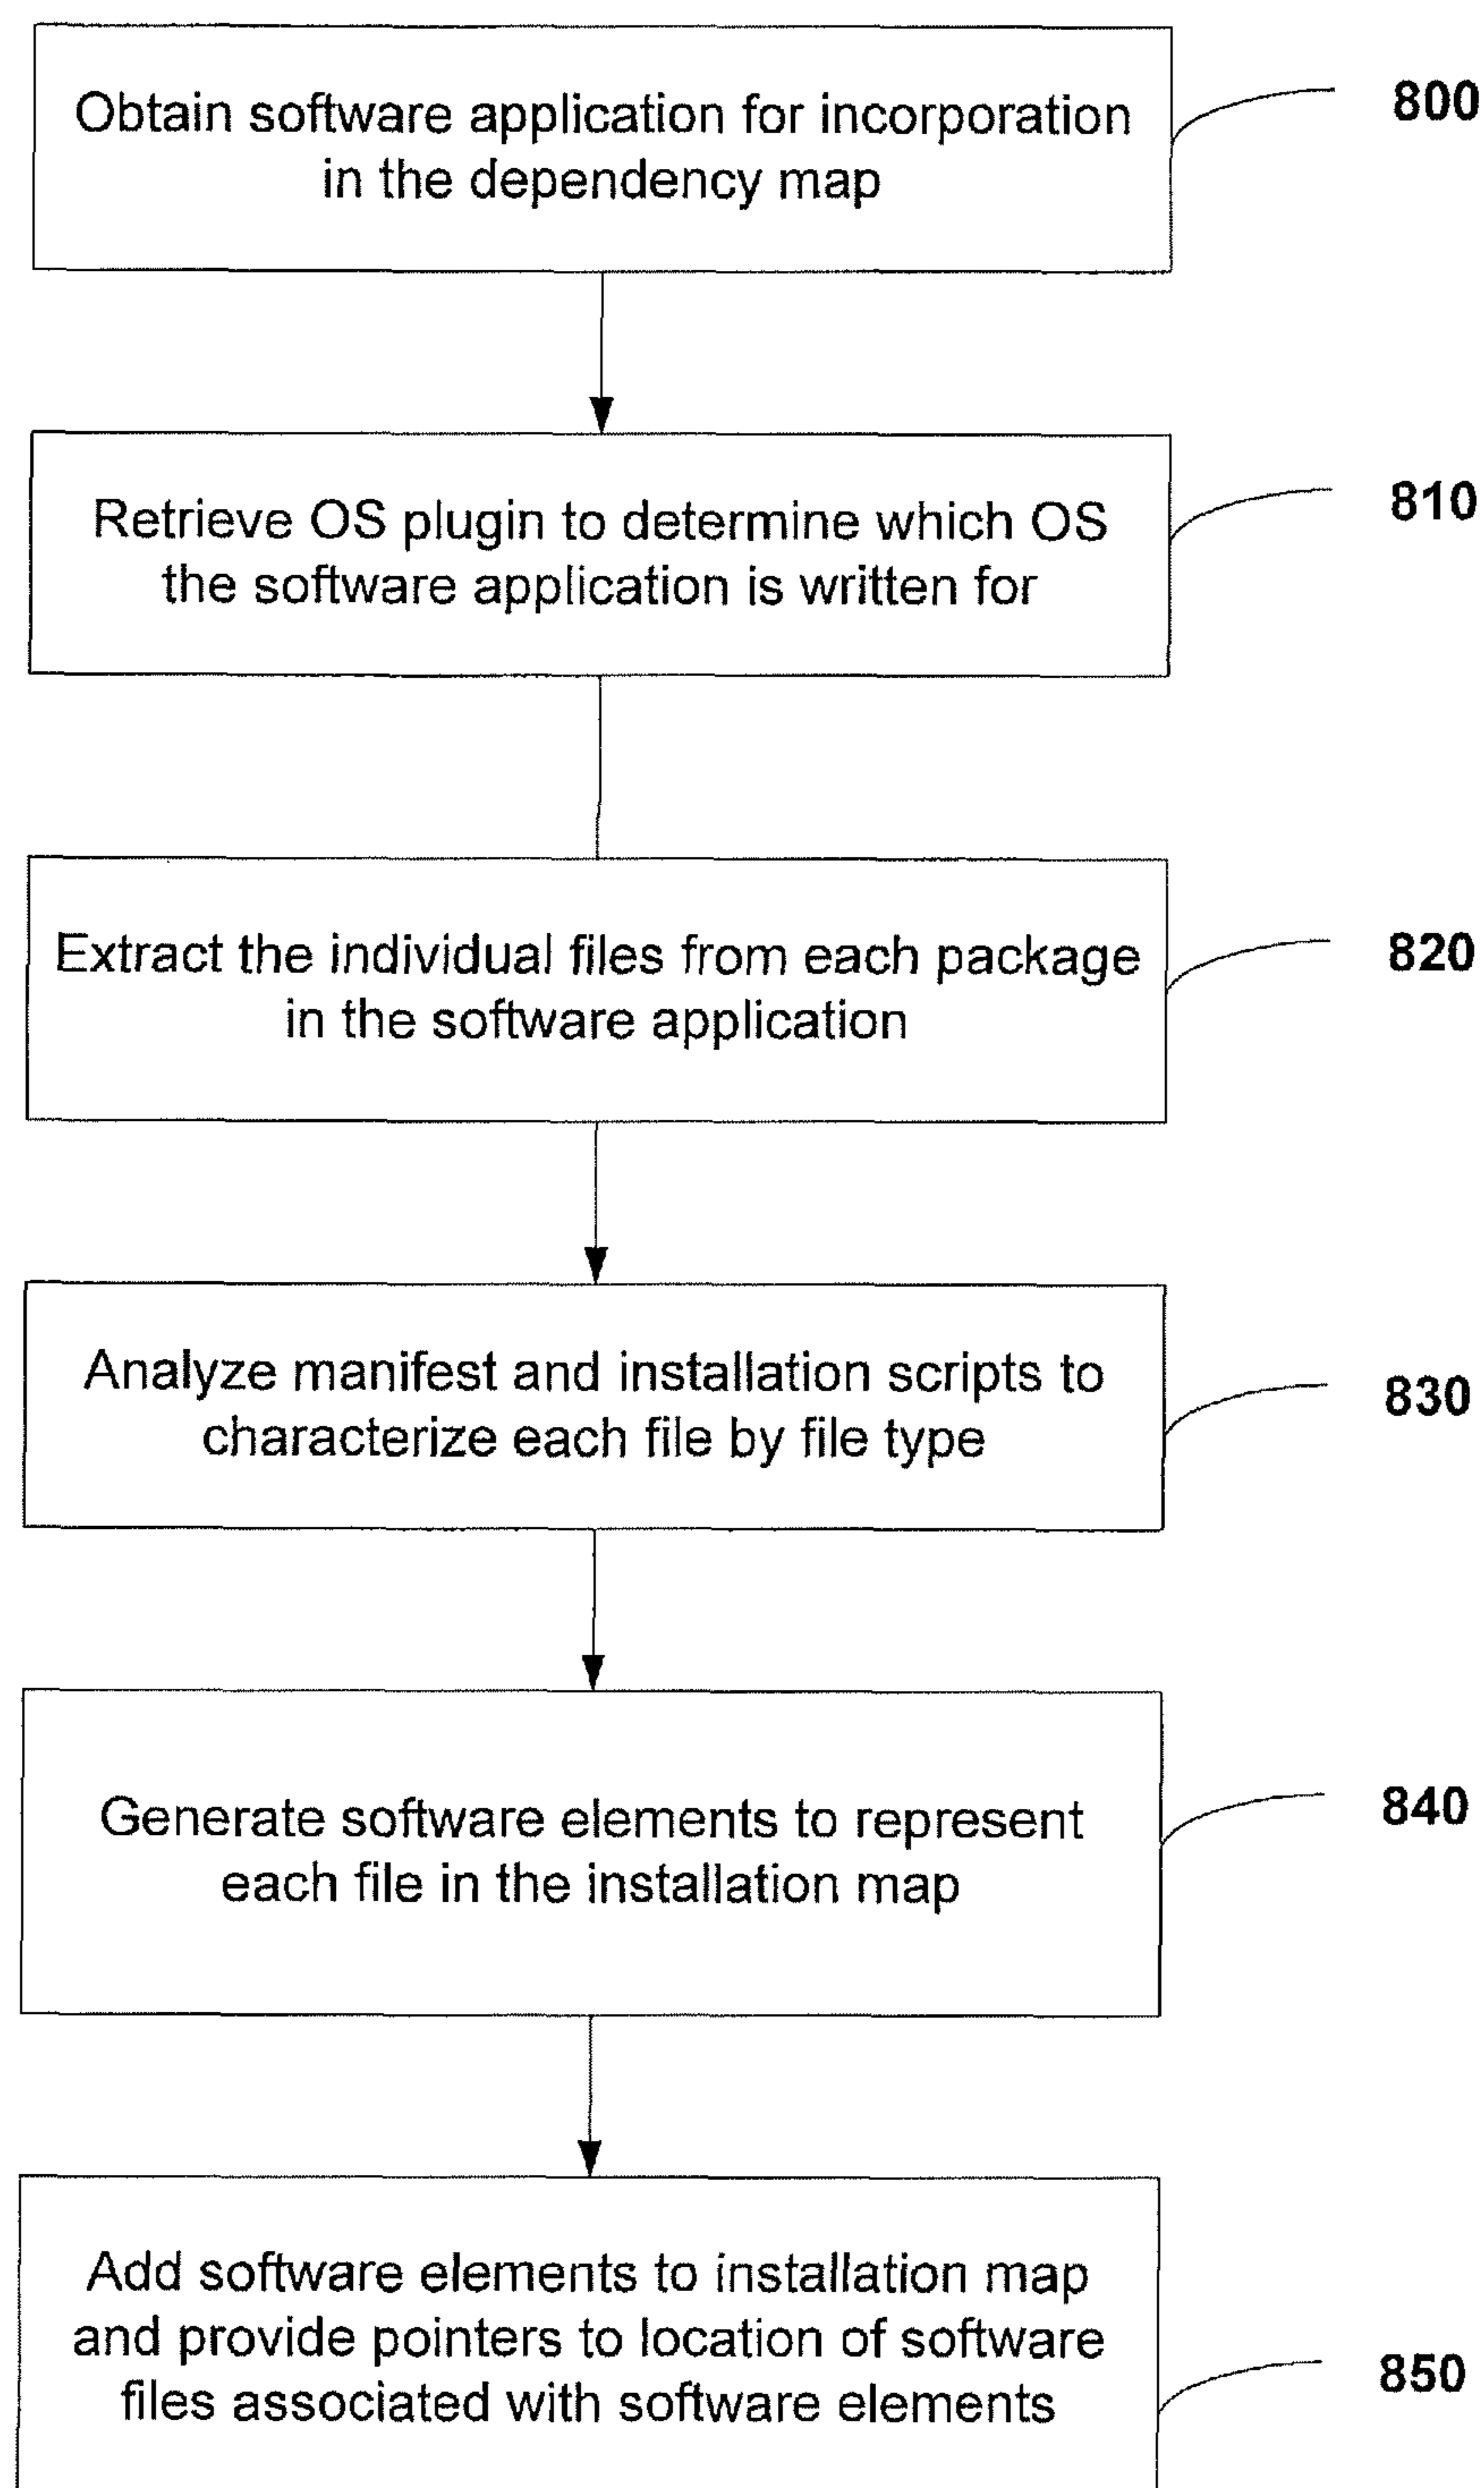 Obtain software application for incorporation
in the dependency map
800
Retrieve OS plugin to determine which OS
the software application is written for
810
Extract the individual files from each package
in the software application
820
Analyze manifest and installation scripts to
characterize each file by file type
830
Generate software elements to represent
each file in the installation map
840
Add software elements to installation map
and provide pointers to location of software
files associated with software elements
850